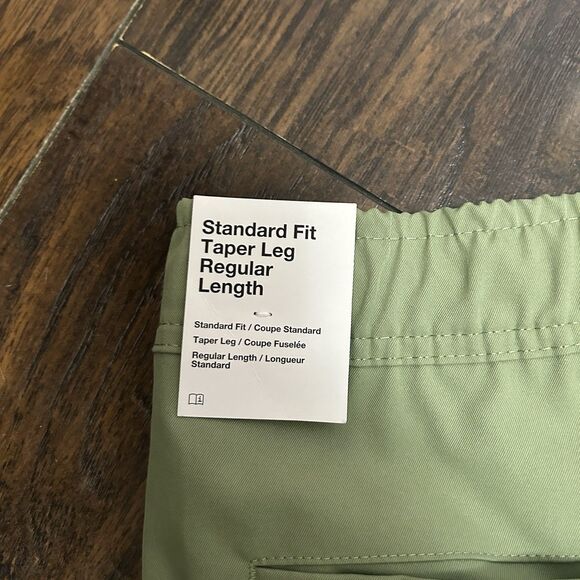 Standard Fit
Taper Leg
Regular
Length
Standard Fit / Coupe Standard
Taper Leg / Coupe Fuselée
Regular Length / Longueur
Standard